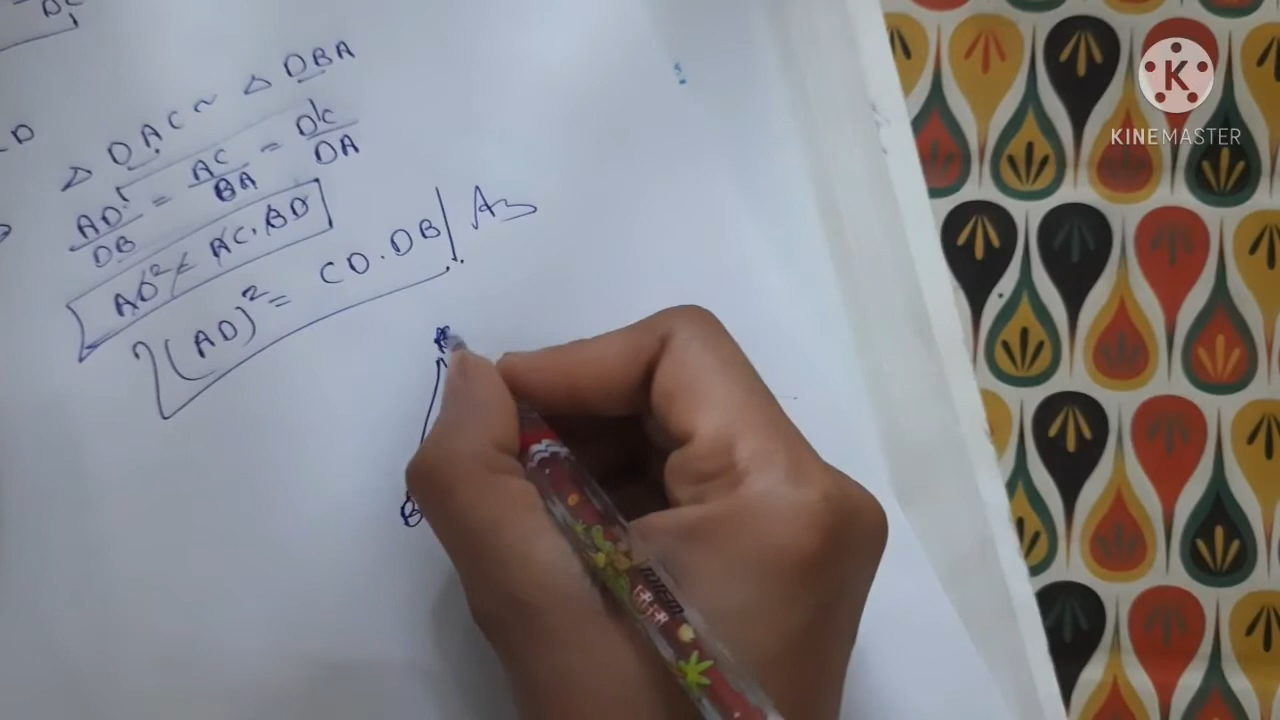 △ DAC ~ △ DBA
AD/DB = AC/BA = DC/DA
AD² = AC.BD
(AD)² = CD.DB
A
B
KINEMASTER